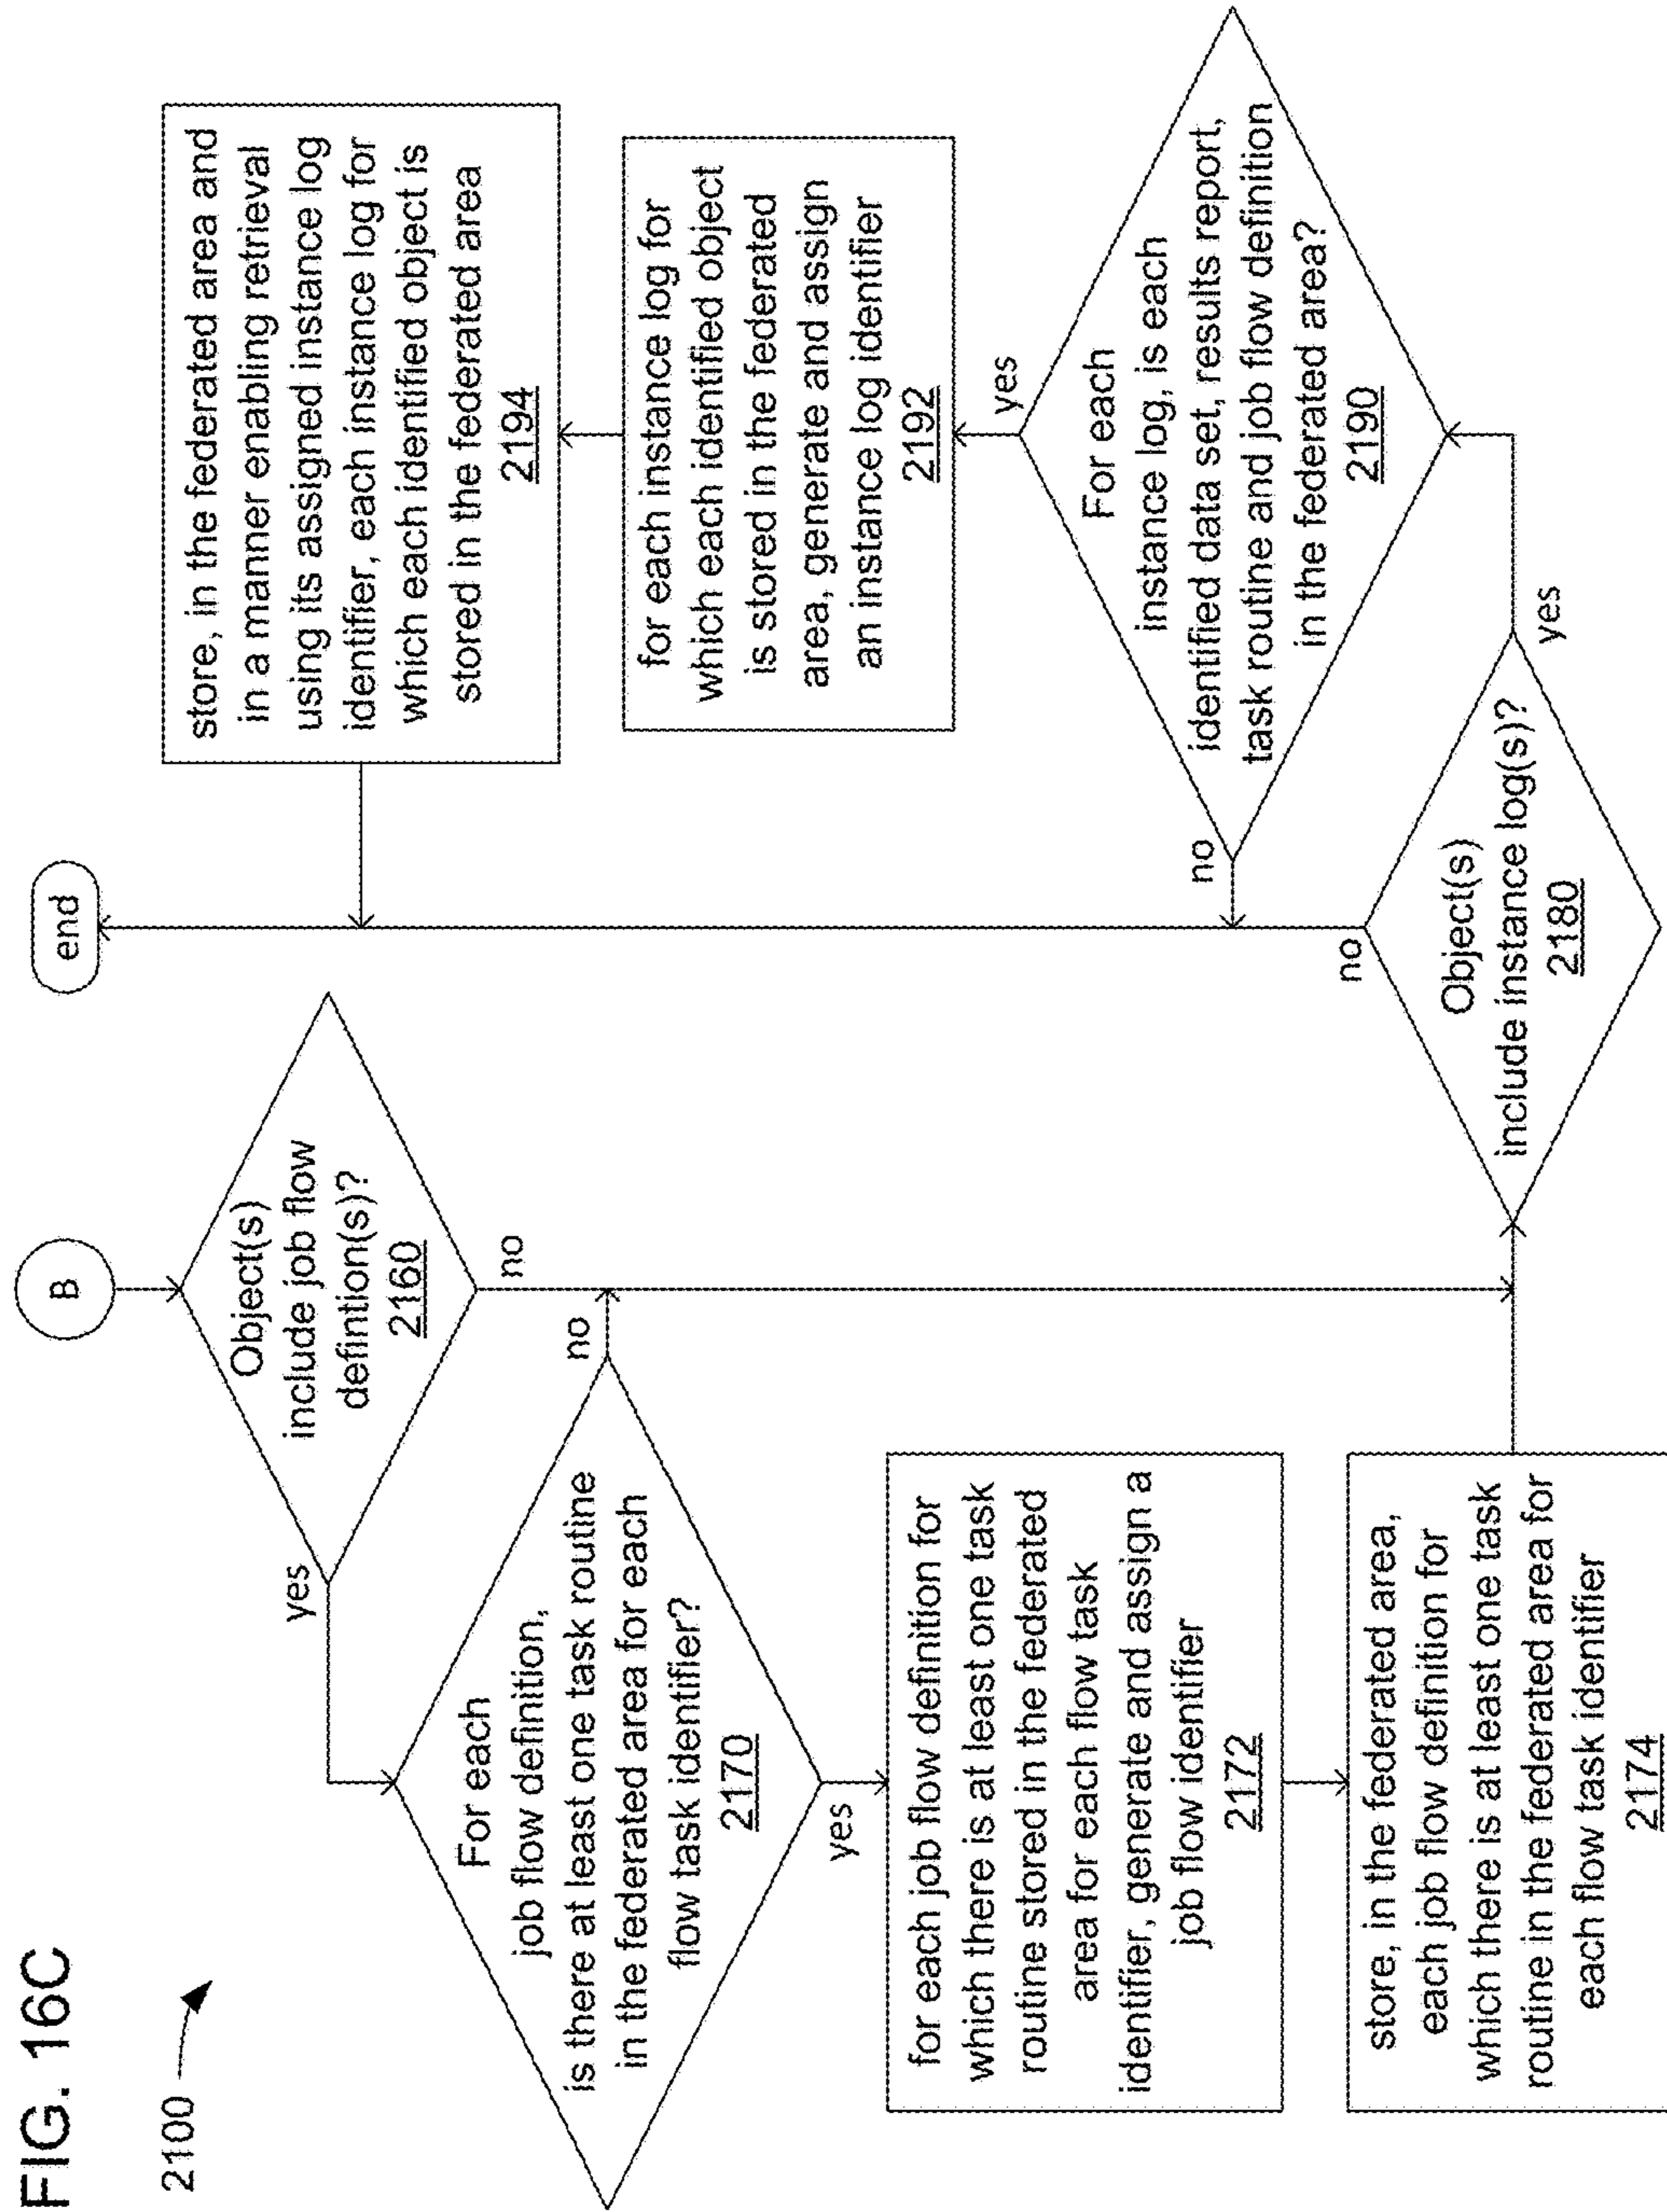 FIG. 16C
2100
B
Object(s)
include job flow
defintion(s)?
2160
yes
no
For each
job flow definition,
is there at least one task routine
in the federated area for each
flow task identifier?
2170
no
yes
for each job flow definition for
which there is at least one task
routine stored in the federated
area for each flow task
identifier, generate and assign a
job flow identifier
2172
store, in the federated area,
each job flow definition for
which there is at least one task
routine in the federated area for
each flow task identifier
2174
end
store, in the federated area and
in a manner enabling retrieval
using its assigned instance log
identifier, each instance log for
which each identified object is
stored in the federated area
2194
for each instance log for
which each identified object
is stored in the federated
area, generate and assign
an instance log identifier
2192
yes
For each
instance log, is each
identified data set, results report,
task routine and job flow definition
in the federated area?
2190
no
no
Object(s)
include instance log(s)?
2180
yes